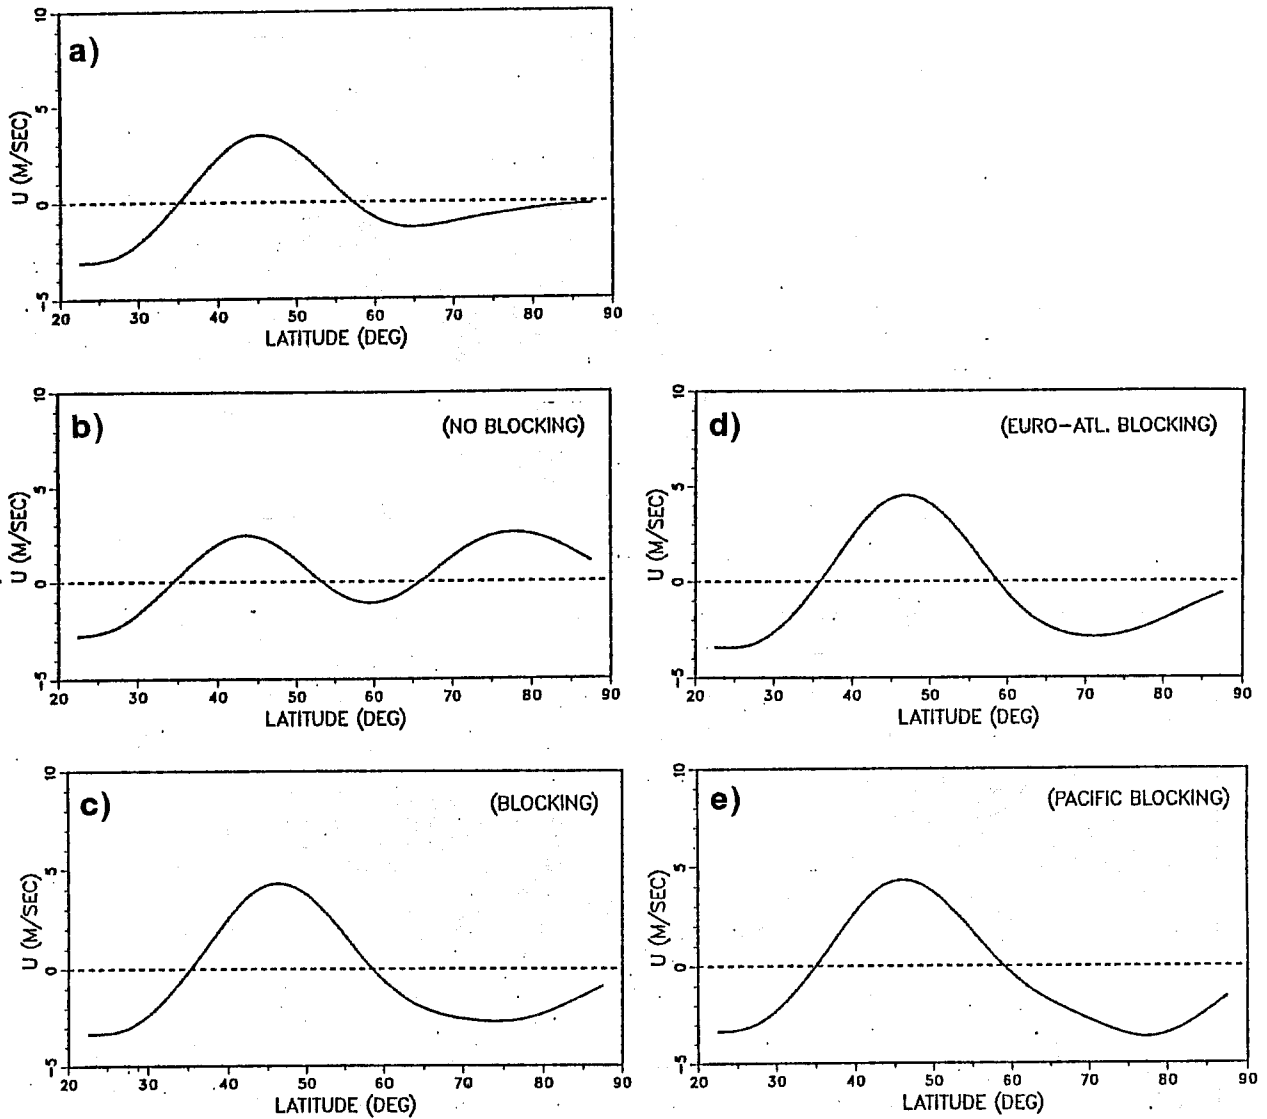 a)
10
5
0
-5
U (M/SEC)
20 30 40 50 60 70 80 90
LATITUDE (DEG)
b)
(NO BLOCKING)
10
5
0
-5
U (M/SEC)
20 30 40 50 60 70 80 90
LATITUDE (DEG)
d)
(EURO-ATL. BLOCKING)
10
5
0
-5
U (M/SEC)
20 30 40 50 60 70 80 90
LATITUDE (DEG)
c)
(BLOCKING)
10
5
0
-5
U (M/SEC)
20 30 40 50 60 70 80 90
LATITUDE (DEG)
e)
(PACIFIC BLOCKING)
10
5
0
-5
U (M/SEC)
20 30 40 50 60 70 80 90
LATITUDE (DEG)